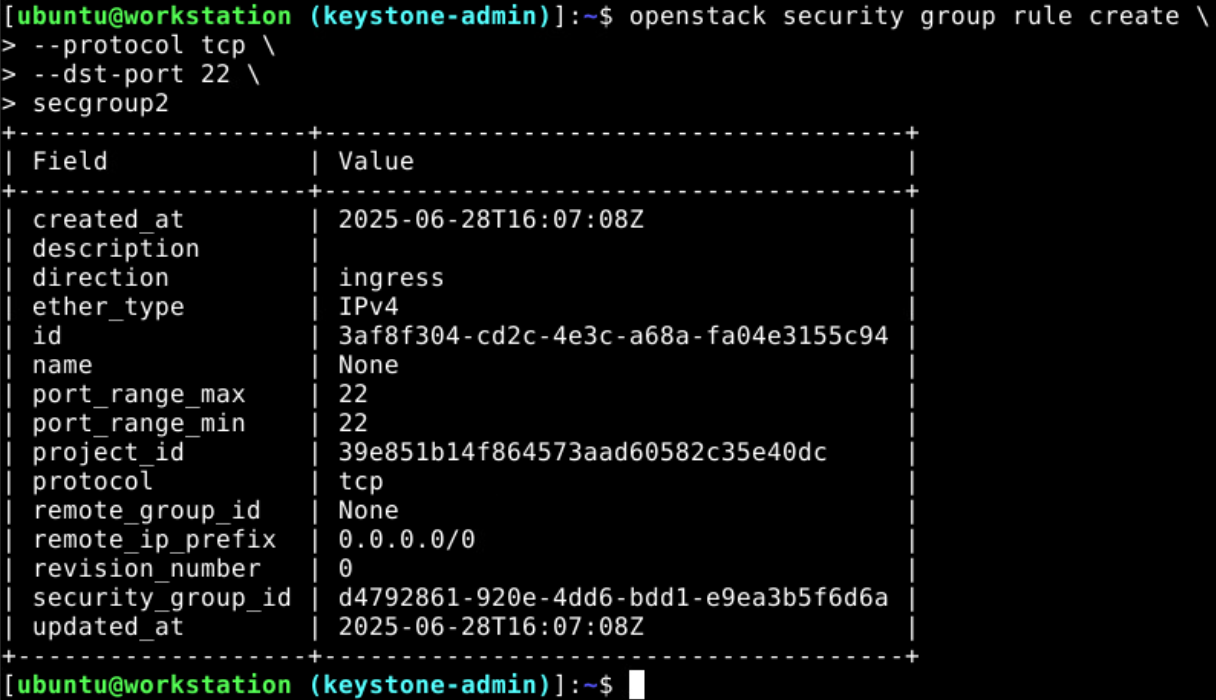 [ubuntu@workstation (keystone-admin)]:~$ openstack security group rule create \
> --protocol tcp \
> --dst-port 22 \
> secgroup2
+-------------------+--------------------------------------+
| Field             | Value                                |
+-------------------+--------------------------------------+
| created_at        | 2025-06-28T16:07:08Z                 |
| description       |                                      |
| direction         | ingress                              |
| ether_type        | IPv4                                 |
| id                | 3af8f304-cd2c-4e3c-a68a-fa04e3155c94 |
| name              | None                                 |
| port_range_max    | 22                                   |
| port_range_min    | 22                                   |
| project_id        | 39e851b14f864573aad60582c35e40dc     |
| protocol          | tcp                                  |
| remote_group_id   | None                                 |
| remote_ip_prefix  | 0.0.0.0/0                            |
| revision_number   | 0                                    |
| security_group_id | d4792861-920e-4dd6-bdd1-e9ea3b5f6d6a |
| updated_at        | 2025-06-28T16:07:08Z                 |
+-------------------+--------------------------------------+
[ubuntu@workstation (keystone-admin)]:~$